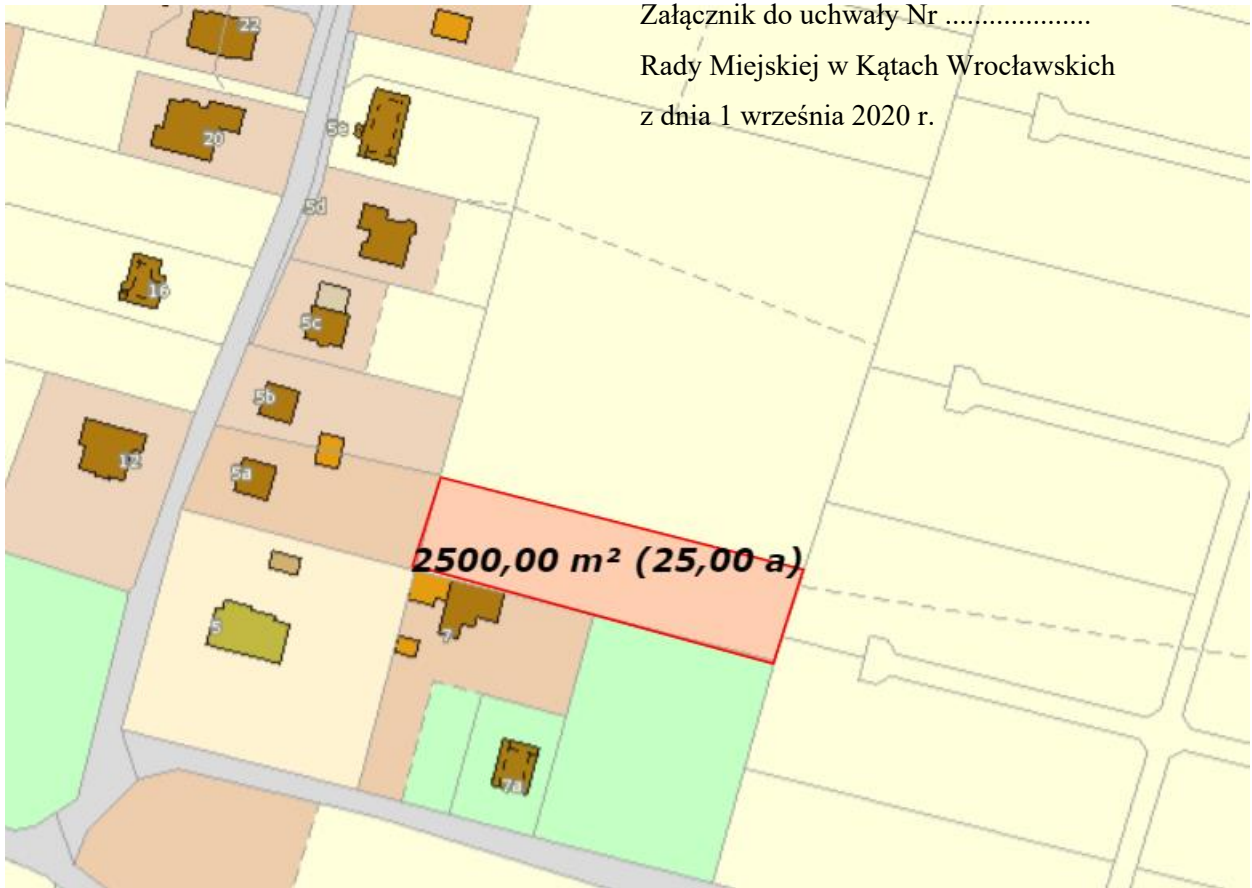 Załącznik do uchwały Nr ...................
Rady Miejskiej w Kątach Wrocławskich
z dnia 1 września 2020 r.
22
20
5e
5d
16
5c
5b
12
5a
2500,00 m² (25,00 a)
5
7
7a